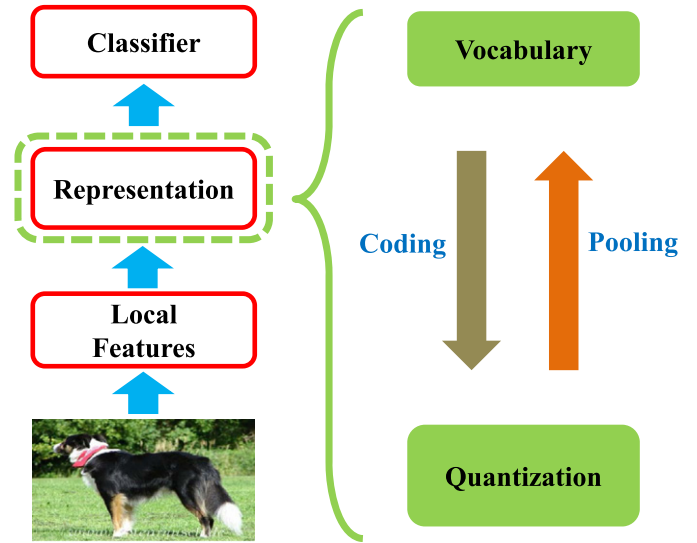 Classifier
Representation
Local
Features
Vocabulary
Coding
Pooling
Quantization